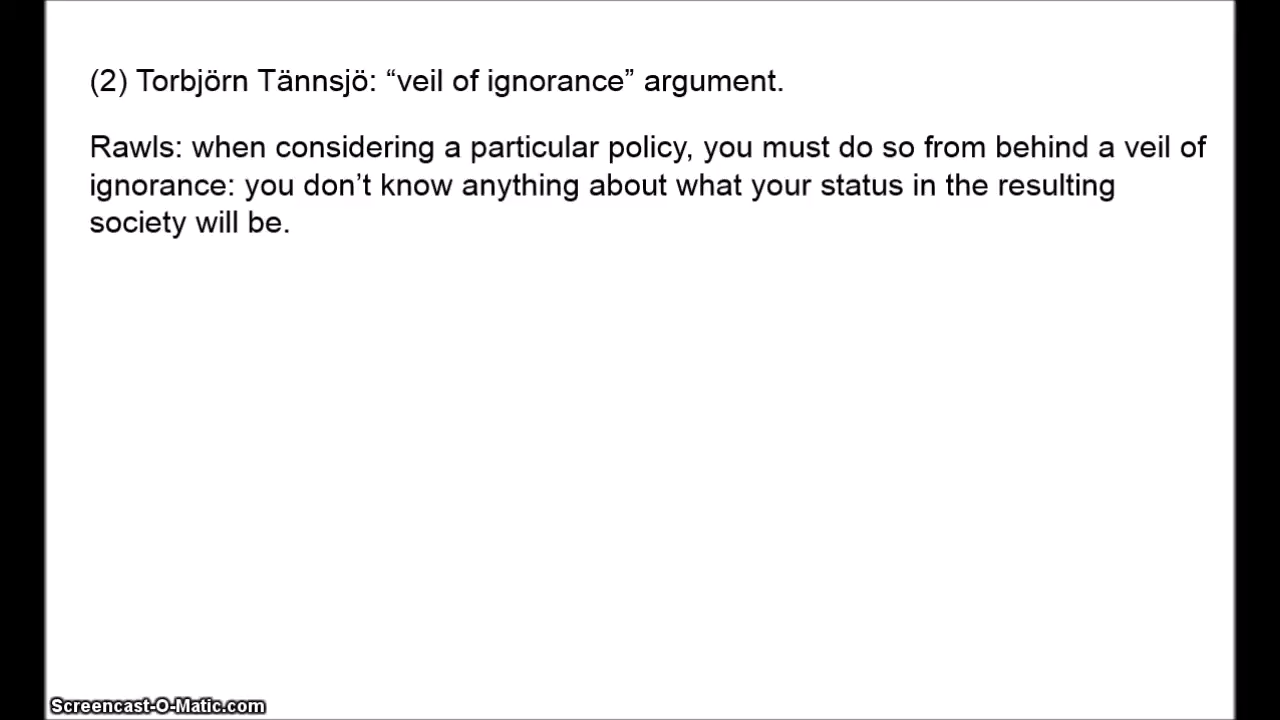 (2) Torbjörn Tännsjö: “veil of ignorance” argument.
Rawls: when considering a particular policy, you must do so from behind a veil of
ignorance: you don’t know anything about what your status in the resulting
society will be.
Screencast-O-Matic.com